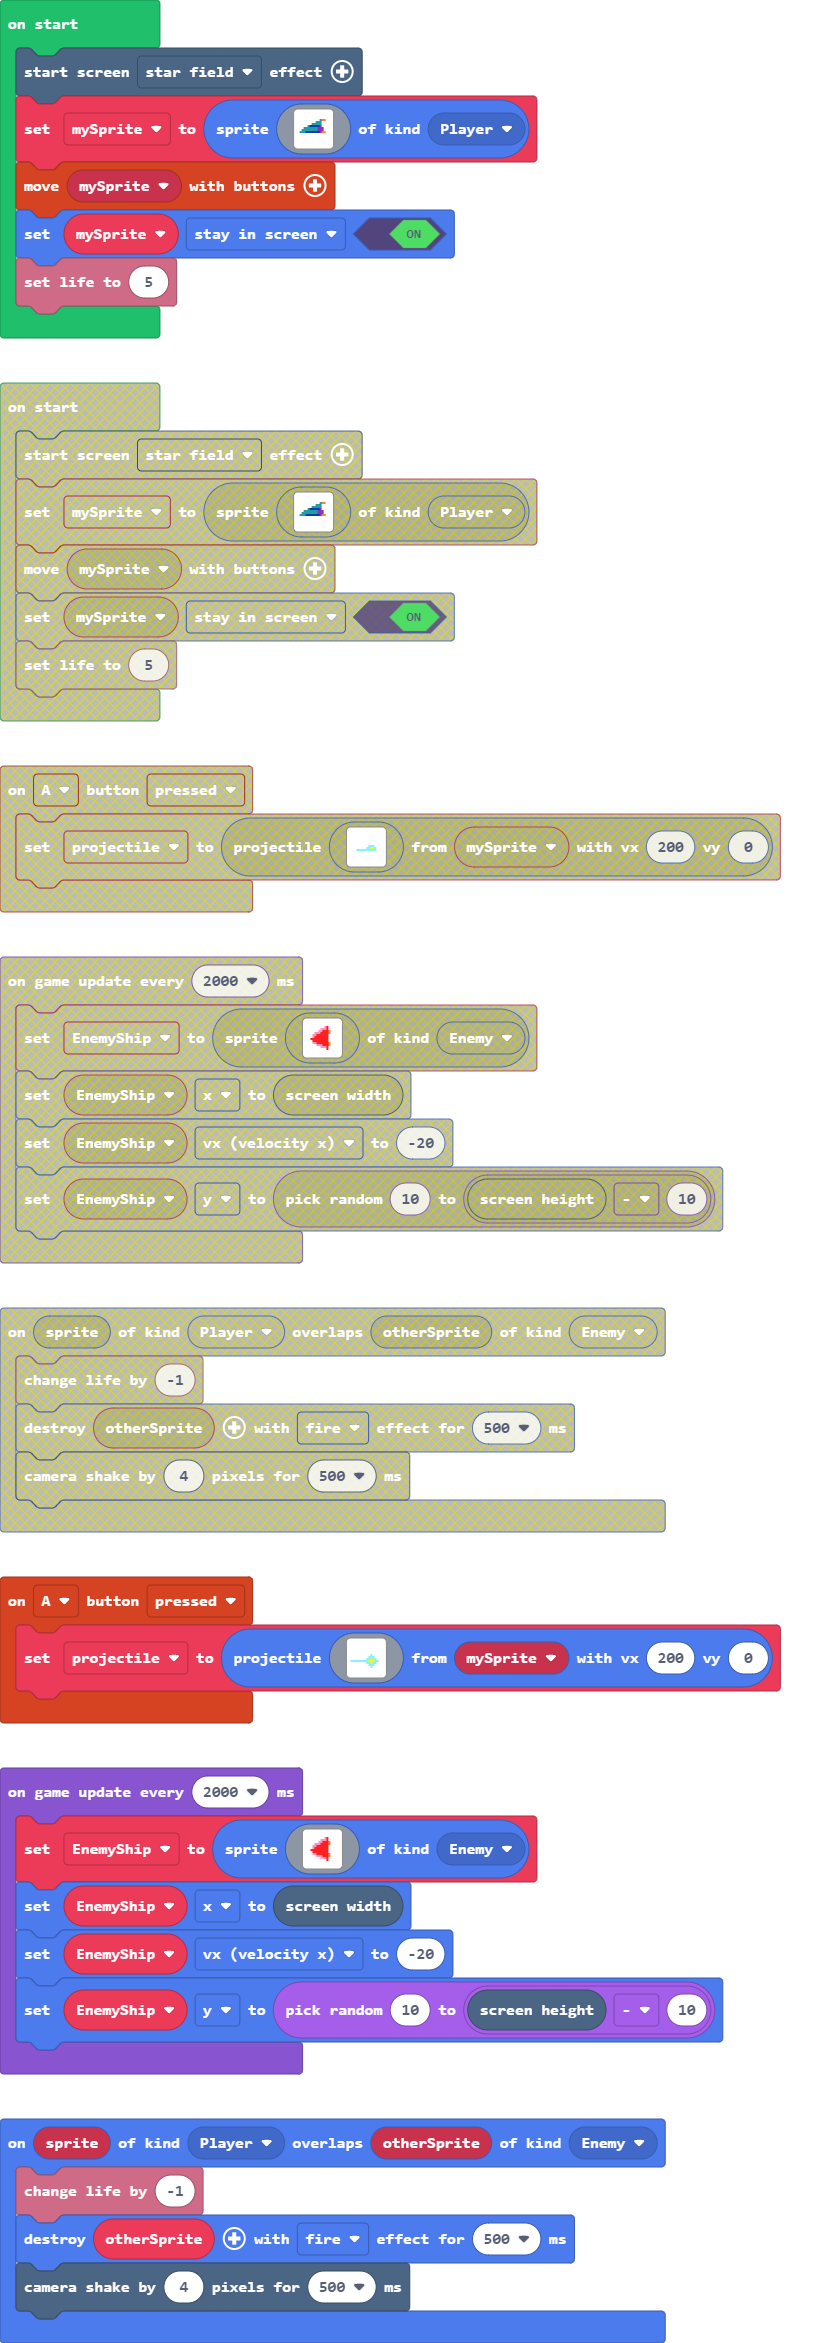 on start
start screen star field effect
set mySprite to sprite of kind Player
move mySprite with buttons
set mySprite stay in screen ON
set life to 5
on start
start screen star field effect
set mySprite to sprite of kind Player
move mySprite with buttons
set mySprite stay in screen ON
set life to 5
on A button pressed
set projectile to projectile from mySprite with vx 200 vy 0
on game update every 2000 ms
set EnemyShip to sprite of kind Enemy
set EnemyShip x to screen width
set EnemyShip vx (velocity x) to -20
set EnemyShip y to pick random 10 to screen height - 10
on sprite of kind Player overlaps otherSprite of kind Enemy
change life by -1
destroy otherSprite with fire effect for 500 ms
camera shake by 4 pixels for 500 ms
on A button pressed
set projectile to projectile from mySprite with vx 200 vy 0
on game update every 2000 ms
set EnemyShip to sprite of kind Enemy
set EnemyShip x to screen width
set EnemyShip vx (velocity x) to -20
set EnemyShip y to pick random 10 to screen height - 10
on sprite of kind Player overlaps otherSprite of kind Enemy
change life by -1
destroy otherSprite with fire effect for 500 ms
camera shake by 4 pixels for 500 ms